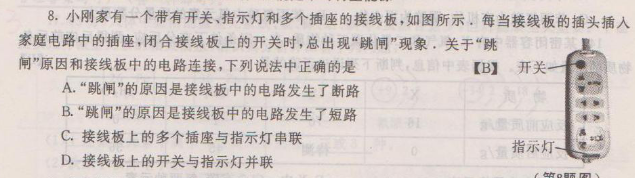 8. 小刚家有一个带有开关、指示灯和多个插座的接线板,如图所示.每当接线板的插头插人
家庭电路中的插座,闭合接线板上的开关时,总出现“跳闸”现象.关于“跳
闸”原因和接线板中的电路连接,下列说法中正确的是 【B】
开关
A.“跳闸”的原因是接线板中的电路发生了断路
B.“跳闸”的原因是接线板中的电路发生了短路
C. 接线板上的多个插座与指示灯串联
指示灯
D. 接线板上的开关与指示灯并联
(第8题图)